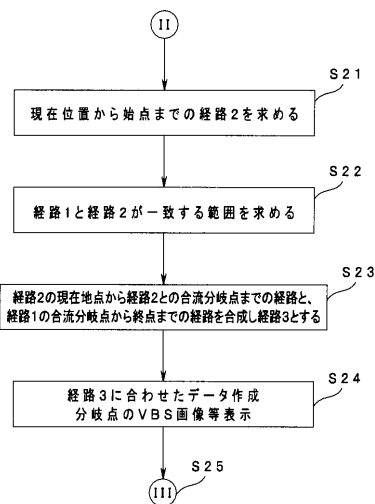 II
S21
現在位置から始点までの経路2を求める
S22
経路1と経路2が一致する範囲を求める
S23
経路2の現在地点から経路2との合流分岐点までの経路と、
経路1の合流分岐点から終点までの経路を合成し経路3とする
S24
経路3に合わせたデータ作成
分岐点のVBS画像等表示
S25
III